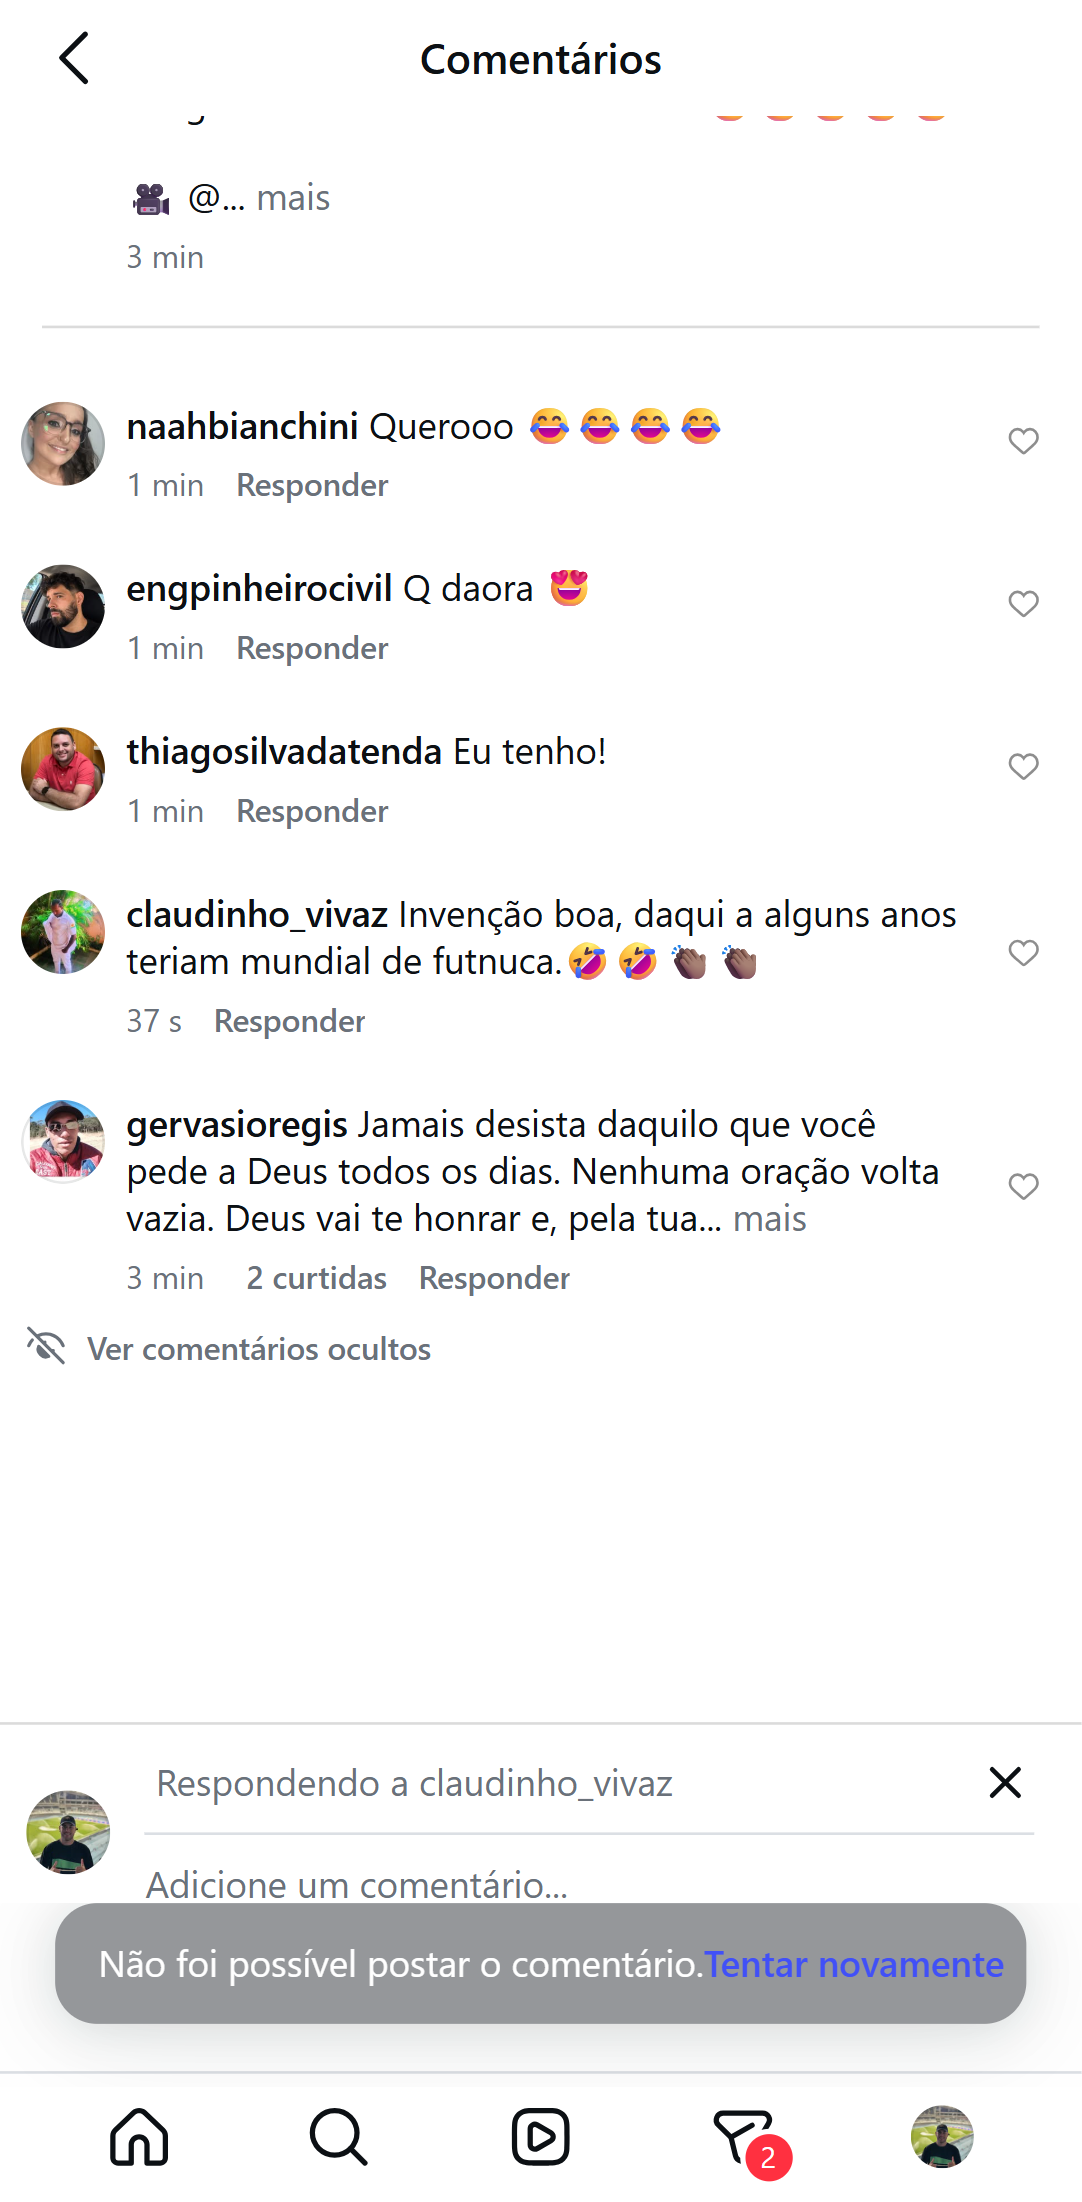 Comentários
🎥 @... mais
3 min
naahbianchini Querooo 😂😂😂😂
1 min Responder
engpinheirocivil Q daora 😍
1 min Responder
thiagosilvadatenda Eu tenho!
1 min Responder
claudinho_vivaz Invenção boa, daqui a alguns anos
teriam mundial de futnuca.🤣🤣👏🏾👏🏾
37 s Responder
gervasioregis Jamais desista daquilo que você
pede a Deus todos os dias. Nenhuma oração volta
vazia. Deus vai te honrar e, pela tua... mais
3 min 2 curtidas Responder
Ver comentários ocultos
Respondendo a claudinho_vivaz
Adicione um comentário...
Não foi possível postar o comentário.Tentar novamente
2